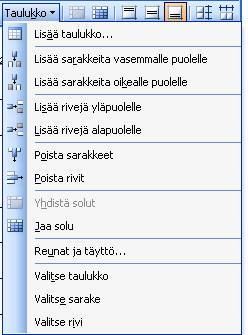 Taulukko
Lisää taulukko...
Lisää sarakkeita vasemmalle puolelle
Lisää sarakkeita oikealle puolelle
Lisää rivejä yläpuolelle
Lisää rivejä alapuolelle
Poista sarakkeet
Poista rivit
Yhdistä solut
Jaa solu
Reunat ja täyttö...
Valitse taulukko
Valitse sarake
Valitse rivi